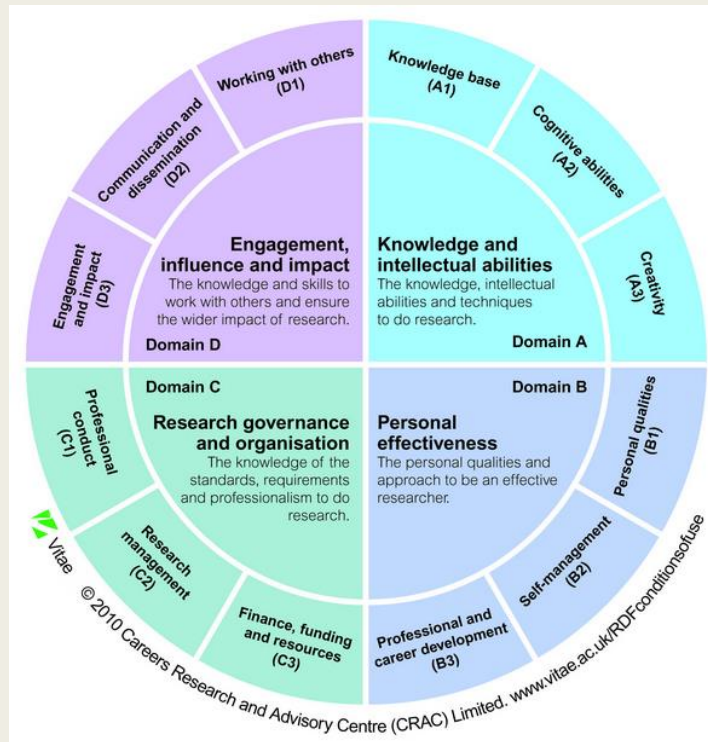 Working with others
(D1)
Communication and
dissemination
(D2)
Engagement
and impact
(D3)
Engagement,
influence and impact
The knowledge and skills to
work with others and ensure
the wider impact of research.
Domain D
Knowledge base
(A1)
Cognitive abilities
(A2)
Creativity
(A3)
Knowledge and
intellectual abilities
The knowledge, intellectual
abilities and techniques
to do research.
Domain A
Domain B
Personal
effectiveness
The personal qualities and
approach to be an effective
researcher.
Personal qualities
(B1)
Self-management
(B2)
Professional and
career development
(B3)
Domain C
Research governance
and organisation
The knowledge of the
standards, requirements
and professionalism to do
research.
Professional
conduct
(C1)
Research
management
(C2)
Finance, funding
and resources
(C3)
Vitae
© 2010 Careers Research and Advisory Centre (CRAC) Limited. www.vitae.ac.uk/RDFconditionsofuse